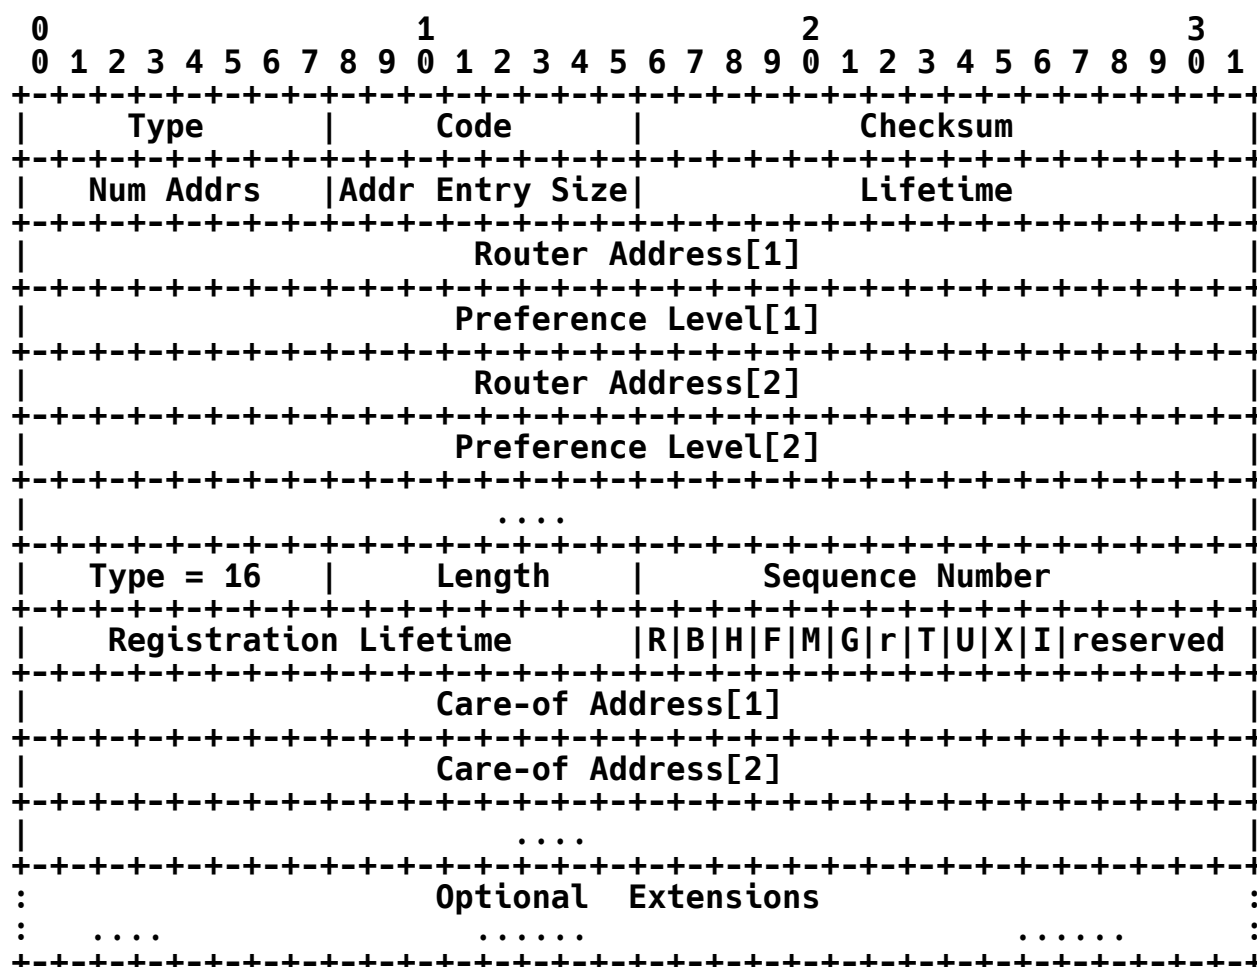 0                   1                   2                   3
 0 1 2 3 4 5 6 7 8 9 0 1 2 3 4 5 6 7 8 9 0 1 2 3 4 5 6 7 8 9 0 1
+-+-+-+-+-+-+-+-+-+-+-+-+-+-+-+-+-+-+-+-+-+-+-+-+-+-+-+-+-+-+-+-+
|     Type      |     Code      |           Checksum            |
+-+-+-+-+-+-+-+-+-+-+-+-+-+-+-+-+-+-+-+-+-+-+-+-+-+-+-+-+-+-+-+-+
|   Num Addrs   |Addr Entry Size|           Lifetime            |
+-+-+-+-+-+-+-+-+-+-+-+-+-+-+-+-+-+-+-+-+-+-+-+-+-+-+-+-+-+-+-+-+
|                       Router Address[1]                       |
+-+-+-+-+-+-+-+-+-+-+-+-+-+-+-+-+-+-+-+-+-+-+-+-+-+-+-+-+-+-+-+-+
|                      Preference Level[1]                      |
+-+-+-+-+-+-+-+-+-+-+-+-+-+-+-+-+-+-+-+-+-+-+-+-+-+-+-+-+-+-+-+-+
|                       Router Address[2]                       |
+-+-+-+-+-+-+-+-+-+-+-+-+-+-+-+-+-+-+-+-+-+-+-+-+-+-+-+-+-+-+-+-+
|                      Preference Level[2]                      |
+-+-+-+-+-+-+-+-+-+-+-+-+-+-+-+-+-+-+-+-+-+-+-+-+-+-+-+-+-+-+-+-+
|                        ....                                   |
+-+-+-+-+-+-+-+-+-+-+-+-+-+-+-+-+-+-+-+-+-+-+-+-+-+-+-+-+-+-+-+-+
|   Type = 16   |     Length    |      Sequence Number          |
+-+-+-+-+-+-+-+-+-+-+-+-+-+-+-+-+-+-+-+-+-+-+-+-+-+-+-+-+-+-+-+-+
|    Registration Lifetime      |R|B|H|F|M|G|r|T|U|X|I|reserved |
+-+-+-+-+-+-+-+-+-+-+-+-+-+-+-+-+-+-+-+-+-+-+-+-+-+-+-+-+-+-+-+-+
|                     Care-of Address[1]                        |
+-+-+-+-+-+-+-+-+-+-+-+-+-+-+-+-+-+-+-+-+-+-+-+-+-+-+-+-+-+-+-+-+
|                     Care-of Address[2]                        |
+-+-+-+-+-+-+-+-+-+-+-+-+-+-+-+-+-+-+-+-+-+-+-+-+-+-+-+-+-+-+-+-+
|                         ....                                  |
+-+-+-+-+-+-+-+-+-+-+-+-+-+-+-+-+-+-+-+-+-+-+-+-+-+-+-+-+-+-+-+-+
:                     Optional  Extensions                      :
:   ....                ......                      ......      :
+-+-+-+-+-+-+-+-+-+-+-+-+-+-+-+-+-+-+-+-+-+-+-+-+-+-+-+-+-+-+-+-+